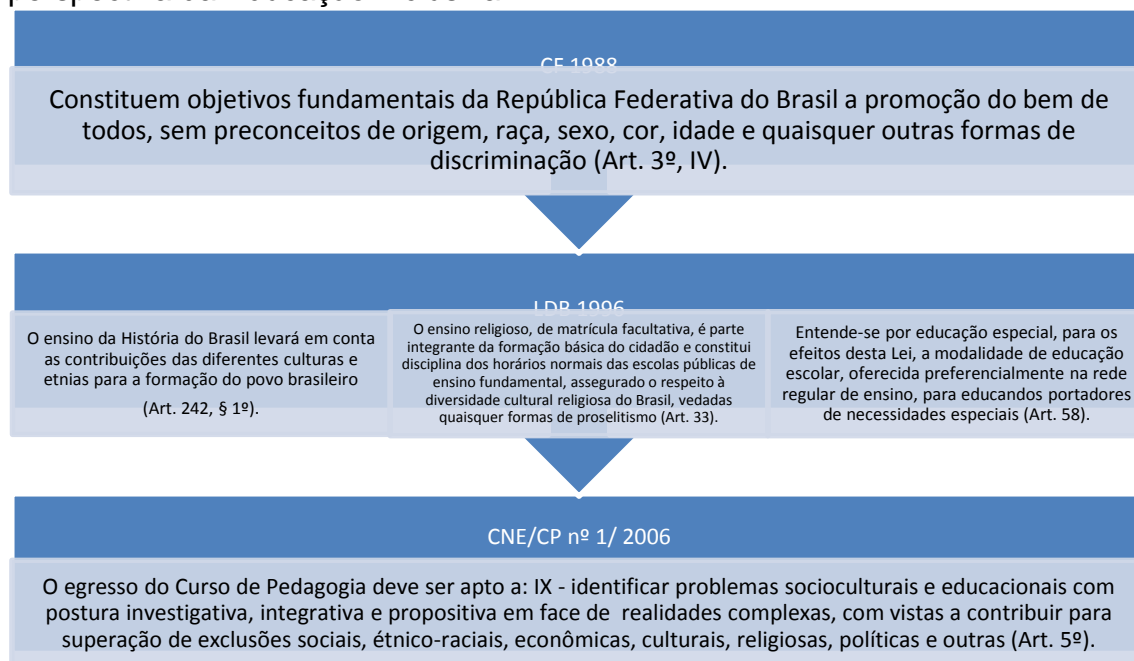 CF 1988
Constituem objetivos fundamentais da República Federativa do Brasil a promoção do bem de
todos, sem preconceitos de origem, raça, sexo, cor, idade e quaisquer outras formas de
discriminação (Art. 3º, IV).
LDB 1996
O ensino da História do Brasil levará em conta
as contribuições das diferentes culturas e
etnias para a formação do povo brasileiro
(Art. 242, § 1º).
O ensino religioso, de matrícula facultativa, é parte
integrante da formação básica do cidadão e constitui
disciplina dos horários normais das escolas públicas de
ensino fundamental, assegurado o respeito à
diversidade cultural religiosa do Brasil, vedadas
quaisquer formas de proselitismo (Art. 33).
Entende-se por educação especial, para os
efeitos desta Lei, a modalidade de educação
escolar, oferecida preferencialmente na rede
regular de ensino, para educandos portadores
de necessidades especiais (Art. 58).
CNE/CP nº 1/ 2006
O egresso do Curso de Pedagogia deve ser apto a: IX - identificar problemas socioculturais e educacionais com
postura investigativa, integrativa e propositiva em face de realidades complexas, com vistas a contribuir para
superação de exclusões sociais, étnico-raciais, econômicas, culturais, religiosas, políticas e outras (Art. 5º).